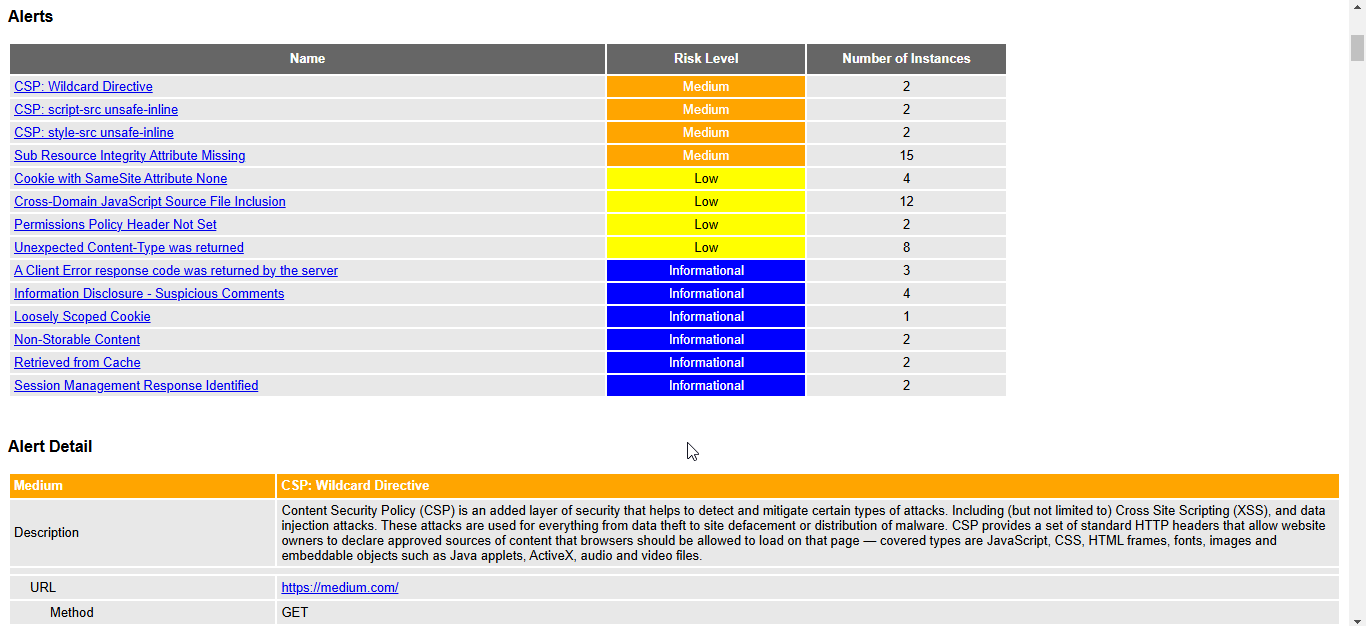 Alerts
Name Risk Level Number of Instances
CSP: Wildcard Directive Medium 2
CSP: script-src unsafe-inline Medium 2
CSP: style-src unsafe-inline Medium 2
Sub Resource Integrity Attribute Missing Medium 15
Cookie with SameSite Attribute None Low 4
Cross-Domain JavaScript Source File Inclusion Low 12
Permissions Policy Header Not Set Low 2
Unexpected Content-Type was returned Low 8
A Client Error response code was returned by the server Informational 3
Information Disclosure - Suspicious Comments Informational 4
Loosely Scoped Cookie Informational 1
Non-Storable Content Informational 2
Retrieved from Cache Informational 2
Session Management Response Identified Informational 2
Alert Detail
Medium CSP: Wildcard Directive
Description
Content Security Policy (CSP) is an added layer of security that helps to detect and mitigate certain types of attacks. Including (but not limited to) Cross Site Scripting (XSS), and data
injection attacks. These attacks are used for everything from data theft to site defacement or distribution of malware. CSP provides a set of standard HTTP headers that allow website
owners to declare approved sources of content that browsers should be allowed to load on that page — covered types are JavaScript, CSS, HTML frames, fonts, images and
embeddable objects such as Java applets, ActiveX, audio and video files.
URL https://medium.com/
Method GET